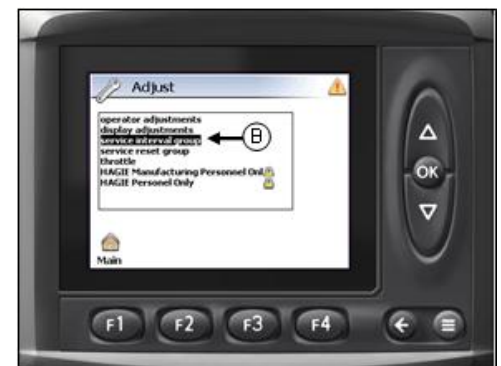 Adjust
operator adjustments
display adjustments
service interval group
B
service reset group
throttle
HAGIE Manufacturing Personnel Onl
HAGIE Personel Only
Main
OK
F1 F2 F3 F4